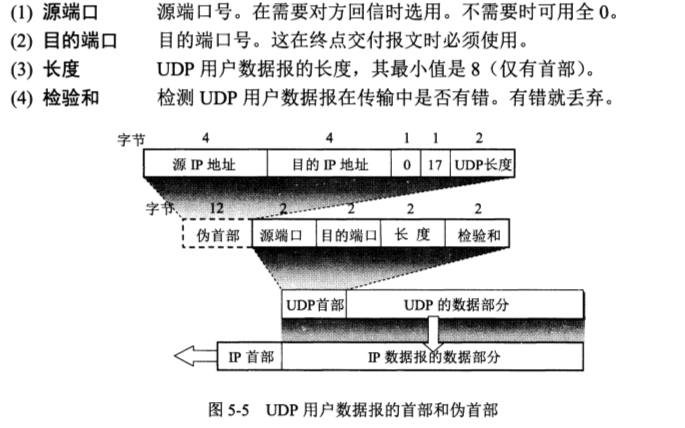 (1) 源端口 源端口号。在需要对方回信时选用。不需要时可用全 0。
(2) 目的端口 目的端口号。这在终点交付报文时必须使用。
(3) 长度 UDP 用户数据报的长度，其最小值是 8（仅有首部）。
(4) 检验和 检测 UDP 用户数据报在传输中是否有错。有错就丢弃。
字节 4 4 1 1 2
源 IP 地址 目的 IP 地址 0 17 UDP长度
字节 12 2 2 2 2
伪首部 源端口 目的端口 长 度 检验和
UDP首部 UDP 的数据部分
IP 首部 IP 数据报的数据部分
图 5-5 UDP 用户数据报的首部和伪首部